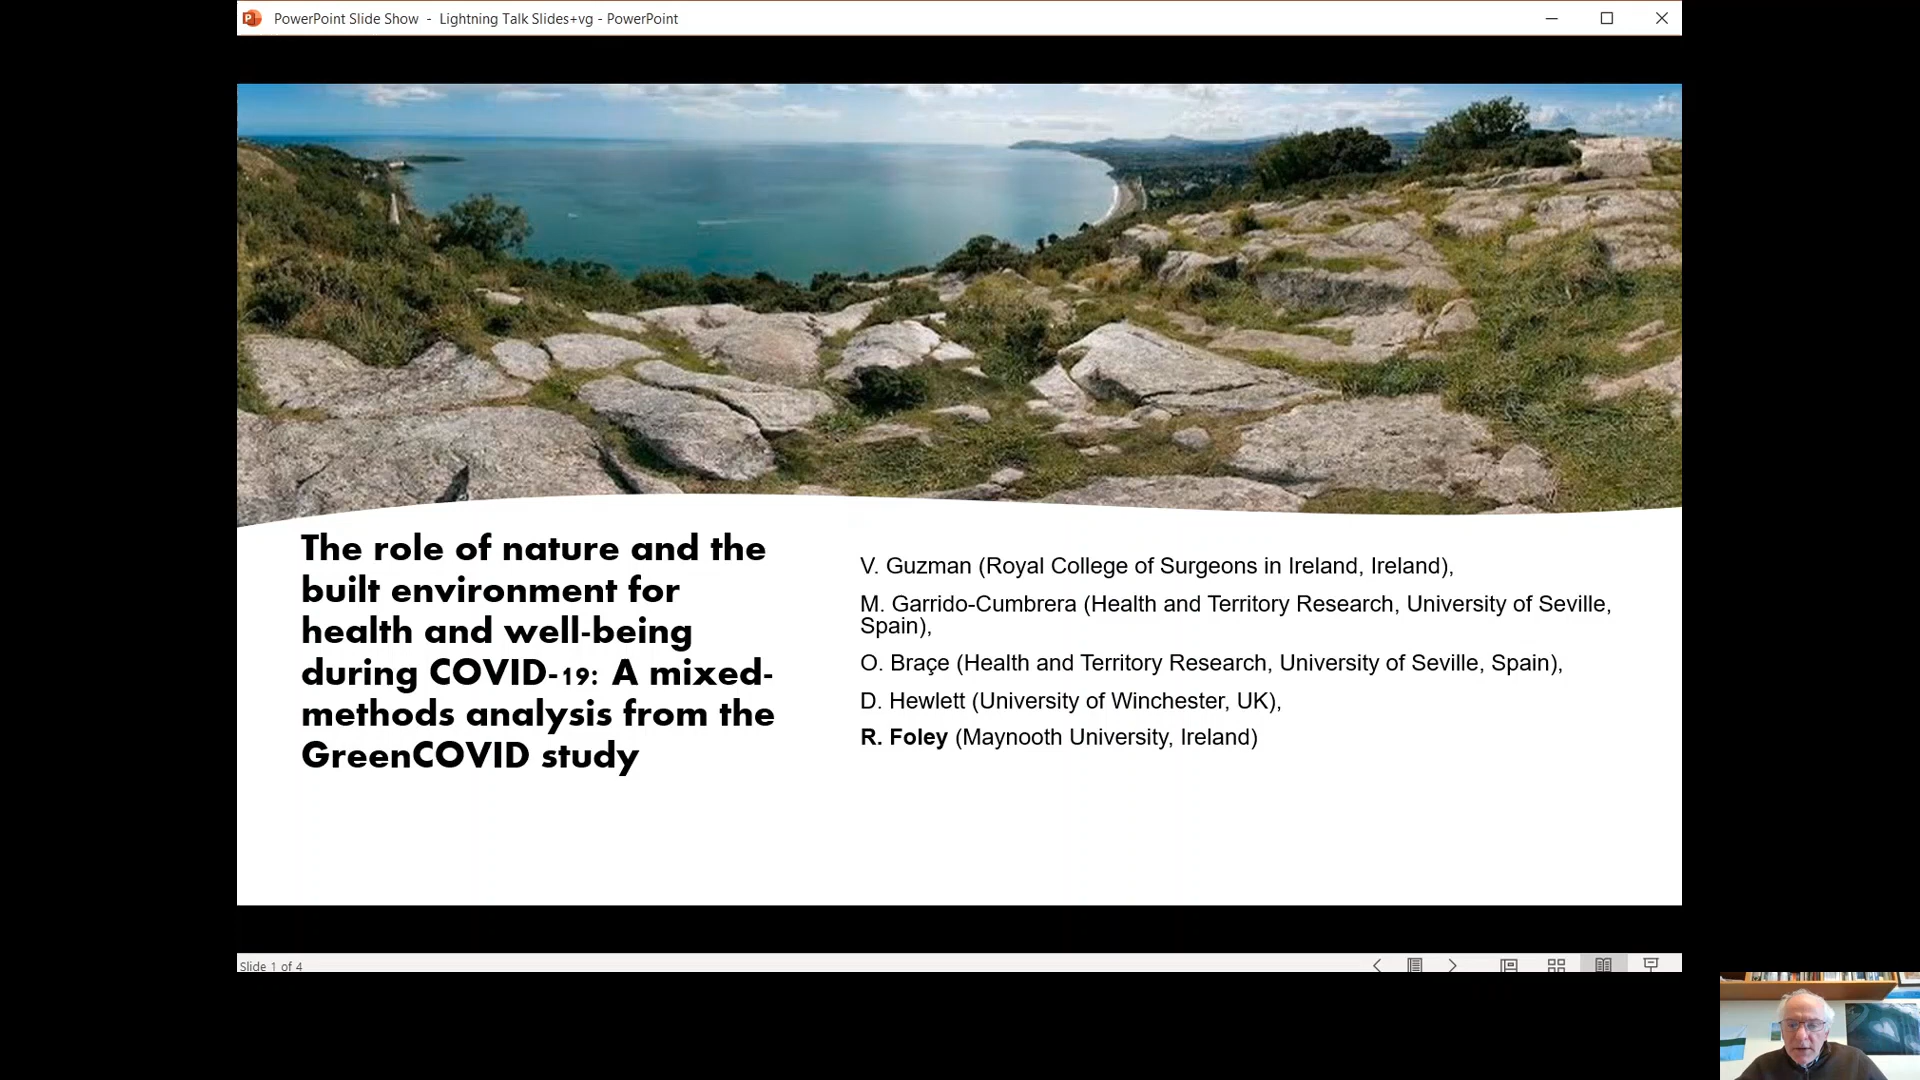 PowerPoint Slide Show - Lightning Talk Slides+vg - PowerPoint
The role of nature and the
built environment for
health and well-being
during COVID-19: A mixed-
methods analysis from the
GreenCOVID study
V. Guzman (Royal College of Surgeons in Ireland, Ireland),
M. Garrido-Cumbrera (Health and Territory Research, University of Seville,
Spain),
O. Braçe (Health and Territory Research, University of Seville, Spain),
D. Hewlett (University of Winchester, UK),
R. Foley (Maynooth University, Ireland)
Slide 1 of 4